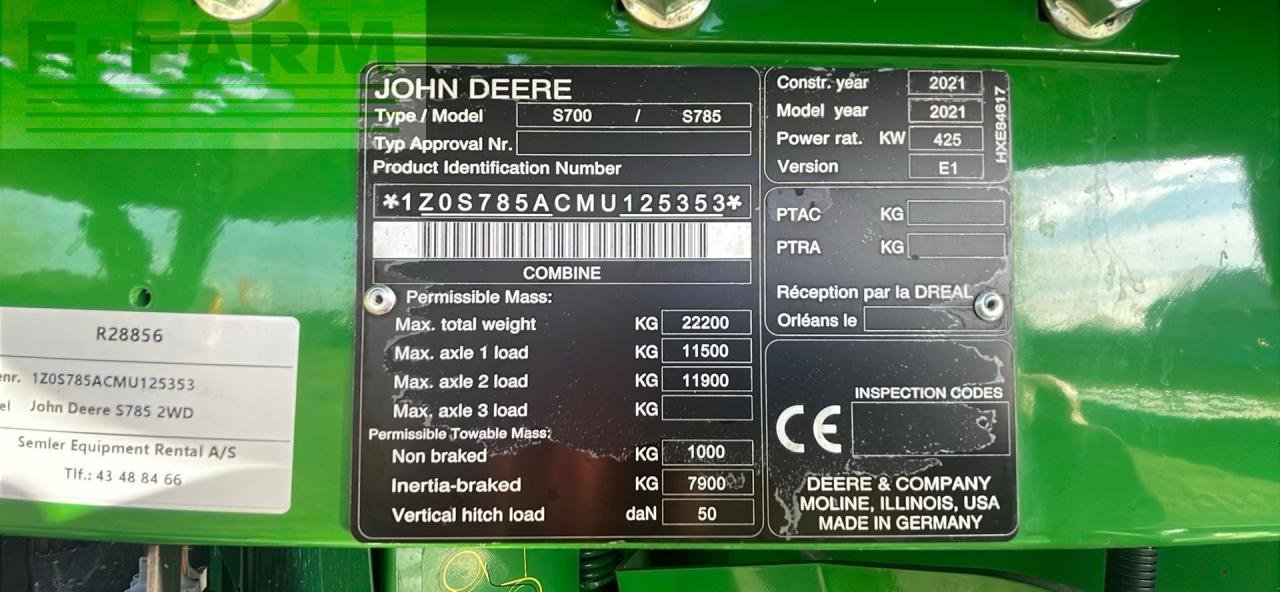 E-FARM
JOHN DEERE
Type / Model S700 / S785
Typ Approval Nr.
Product Identification Number
*1Z0S785ACMU125353*
COMBINE
Permissible Mass:
Max. total weight KG 22200
Max. axle 1 load KG 11500
Max. axle 2 load KG 11900
Max. axle 3 load KG
Permissible Towable Mass:
Non braked KG 1000
Inertia-braked KG 7900
Vertical hitch load daN 50
Constr. year 2021
Model year 2021
Power rat. KW 425
Version E1
HXE84617
PTAC KG
PTRA KG
Réception par la DREAL
Orléans le
INSPECTION CODES
CE
DEERE & COMPANY
MOLINE, ILLINOIS, USA
MADE IN GERMANY
R28856
enr. 1Z0S785ACMU125353
el John Deere S785 2WD
Semler Equipment Rental A/S
Tlf.: 43 48 84 66